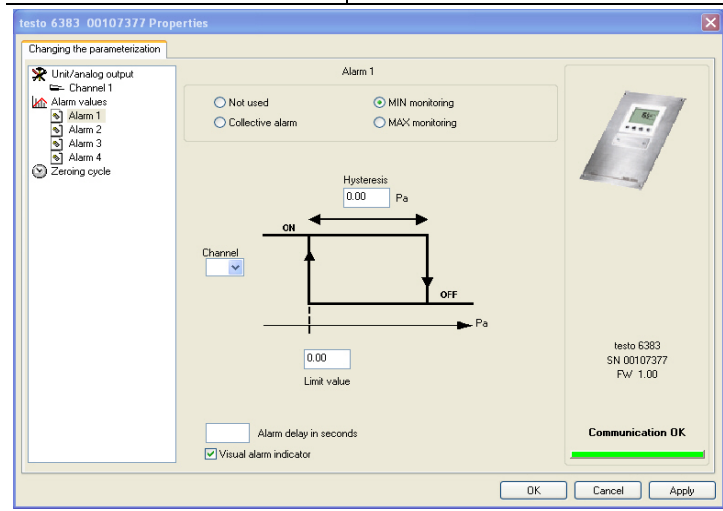 testo 6383 00107377 Properties
Changing the parameterization
Unit/analog output
Channel 1
Alarm values
Alarm 1
Alarm 2
Alarm 3
Alarm 4
Zeroing cycle
Alarm 1
Not used
MIN monitoring
Collective alarm
MAX monitoring
Hysteresis
0.00 Pa
ON
Channel
OFF
Pa
0.00
Limit value
Alarm delay in seconds
Visual alarm indicator
testo 6383
SN 00107377
FW 1.00
Communication OK
OK Cancel Apply